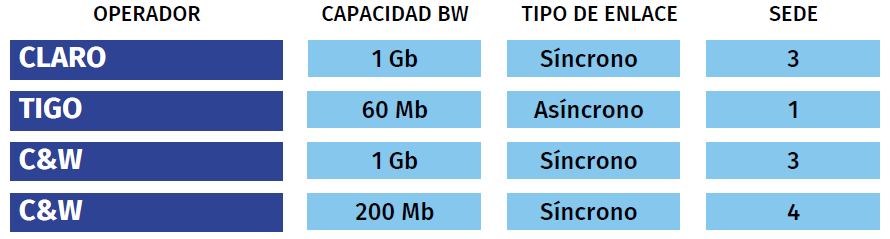 OPERADOR CAPACIDAD BW TIPO DE ENLACE SEDE
CLARO 1 Gb Síncrono 3
TIGO 60 Mb Asíncrono 1
C&W 1 Gb Síncrono 3
C&W 200 Mb Síncrono 4